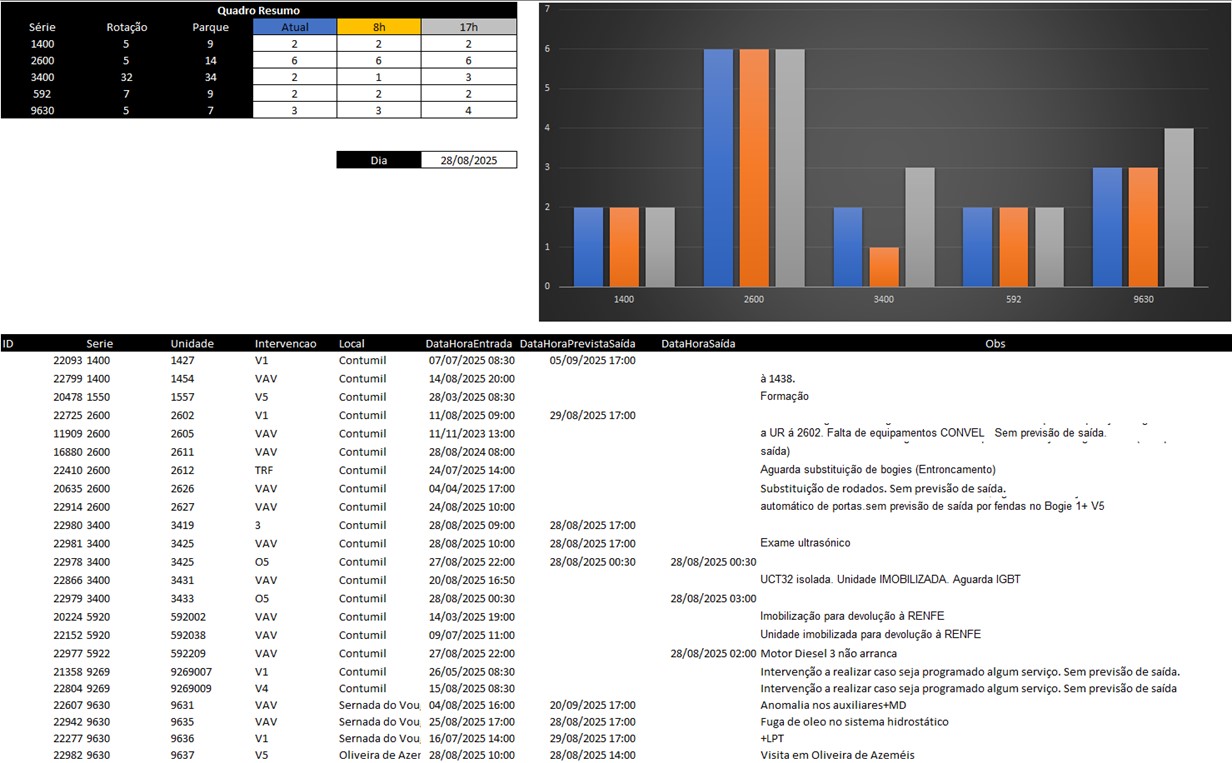 Quadro Resumo
Série Rotação Parque Atual 8h 17h
1400 5 9 2 2 2
2600 5 14 6 6 6
3400 32 34 2 1 3
592 7 9 2 2 2
9630 5 7 3 3 4
Dia 28/08/2025
7
6
5
4
3
2
1
0
1400 2600 3400 592 9630
ID Serie Unidade Intervencao Local DataHoraEntrada DataHoraPrevistaSaída DataHoraSaída Obs
22093 1400 1427 V1 Contumil 07/07/2025 08:30 05/09/2025 17:00
22799 1400 1454 VAV Contumil 14/08/2025 20:00 à 1438.
20478 1550 1557 V5 Contumil 28/03/2025 08:30 Formação
22725 2600 2602 V1 Contumil 11/08/2025 09:00 29/08/2025 17:00
11909 2600 2605 VAV Contumil 11/11/2023 13:00 a UR á 2602. Falta de equipamentos CONVEL Sem previsão de saída.
16880 2600 2611 VAV Contumil 28/08/2024 08:00 saída)
22410 2600 2612 TRF Contumil 24/07/2025 14:00 Aguarda substituição de bogies (Entroncamento)
20635 2600 2626 VAV Contumil 04/04/2025 17:00 Substituição de rodados. Sem previsão de saída.
22914 2600 2627 VAV Contumil 24/08/2025 10:00 automático de portas.sem previsão de saída por fendas no Bogie 1+ V5
22980 3400 3419 3 Contumil 28/08/2025 09:00 28/08/2025 17:00
22981 3400 3425 VAV Contumil 28/08/2025 10:00 28/08/2025 17:00 Exame ultrasónico
22978 3400 3425 O5 Contumil 27/08/2025 22:00 28/08/2025 00:30 28/08/2025 00:30
22866 3400 3431 VAV Contumil 20/08/2025 16:50 UCT32 isolada. Unidade IMOBILIZADA. Aguarda IGBT
22979 3400 3433 O5 Contumil 28/08/2025 00:30 28/08/2025 03:00
20224 5920 592002 VAV Contumil 14/03/2025 19:00 Imobilização para devolução à RENFE
22152 5920 592038 VAV Contumil 09/07/2025 11:00 Unidade imobilizada para devolução à RENFE
22977 5922 592209 VAV Contumil 27/08/2025 22:00 28/08/2025 02:00 Motor Diesel 3 não arranca
21358 9269 9269007 V1 Contumil 26/05/2025 08:30 Intervenção a realizar caso seja programado algum serviço. Sem previsão de saída.
22804 9269 9269009 V4 Contumil 15/08/2025 08:30 Intervenção a realizar caso seja programado algum serviço. Sem previsão de saída
22607 9630 9631 VAV Sernada do Vou 04/08/2025 16:00 20/09/2025 17:00 Anomalia nos auxiliares+MD
22942 9630 9635 VAV Sernada do Vou 25/08/2025 17:00 28/08/2025 17:00 Fuga de oleo no sistema hidrostático
22277 9630 9636 V1 Sernada do Vou 16/07/2025 14:00 29/08/2025 17:00 +LPT
22982 9630 9637 V5 Oliveira de Azer 28/08/2025 10:00 28/08/2025 14:00 Visita em Oliveira de Azeméis